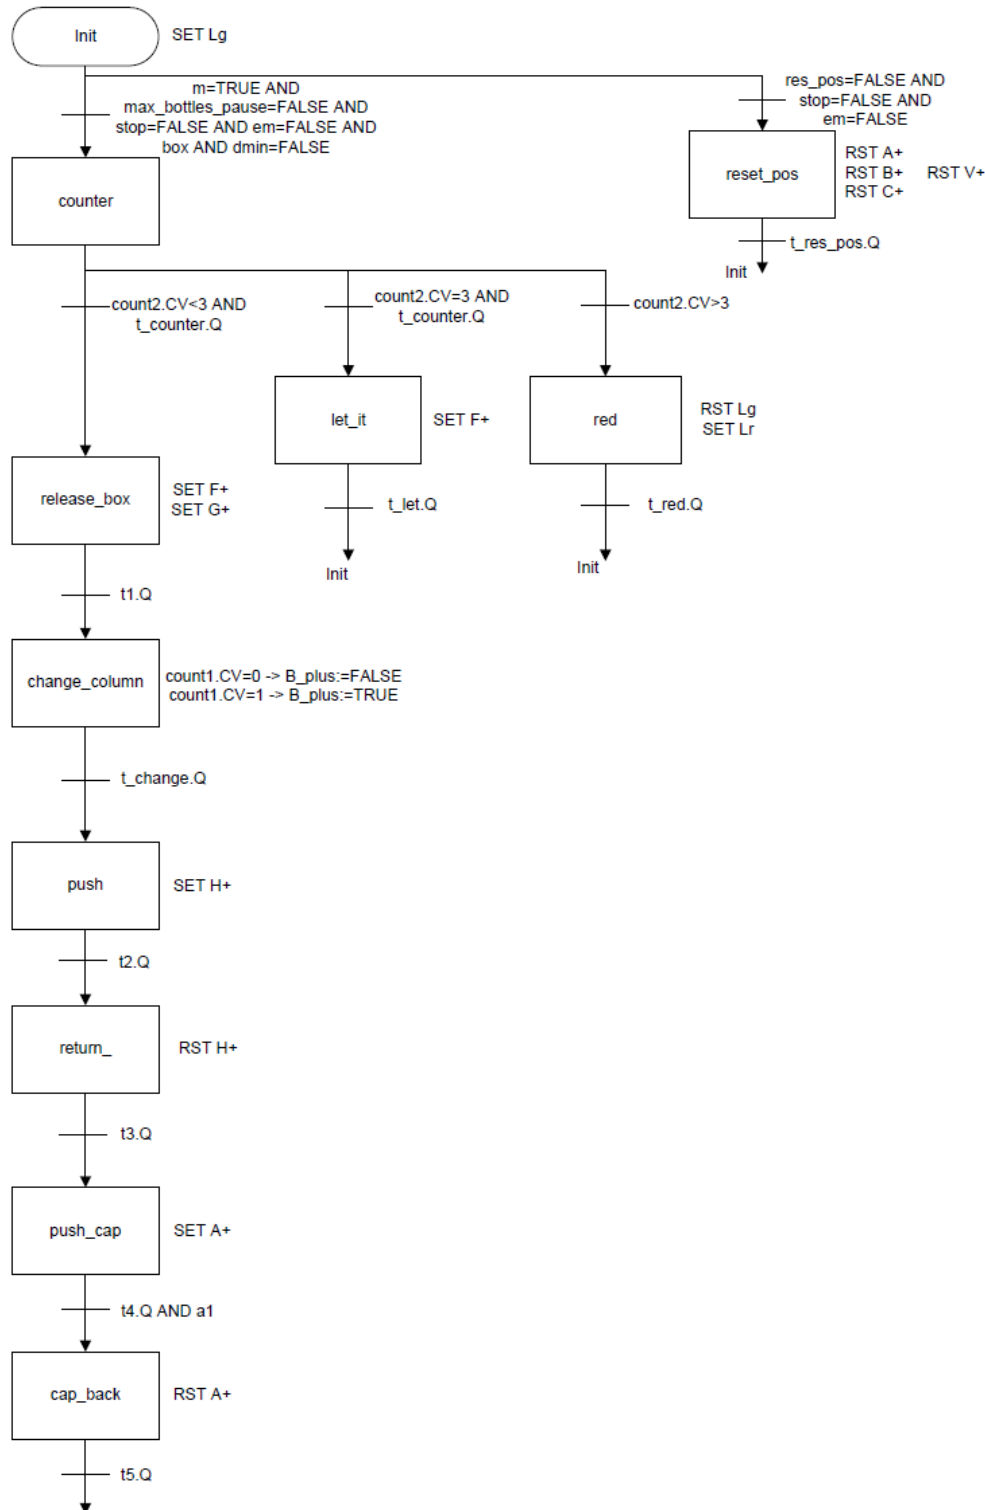 Init
SET Lg
m=TRUE AND
max_bottles_pause=FALSE AND
stop=FALSE AND em=FALSE AND
box AND dmin=FALSE
res_pos=FALSE AND
stop=FALSE AND
em=FALSE
counter
reset_pos
RST A+
RST B+ RST V+
RST C+
t_res_pos.Q
Init
count2.CV<3 AND
t_counter.Q
count2.CV=3 AND
t_counter.Q
count2.CV>3
let_it
SET F+
red
RST Lg
SET Lr
release_box
SET F+
SET G+
t_let.Q
t_red.Q
Init
Init
t1.Q
change_column
count1.CV=0 -> B_plus:=FALSE
count1.CV=1 -> B_plus:=TRUE
t_change.Q
push
SET H+
t2.Q
return_
RST H+
t3.Q
push_cap
SET A+
t4.Q AND a1
cap_back
RST A+
t5.Q